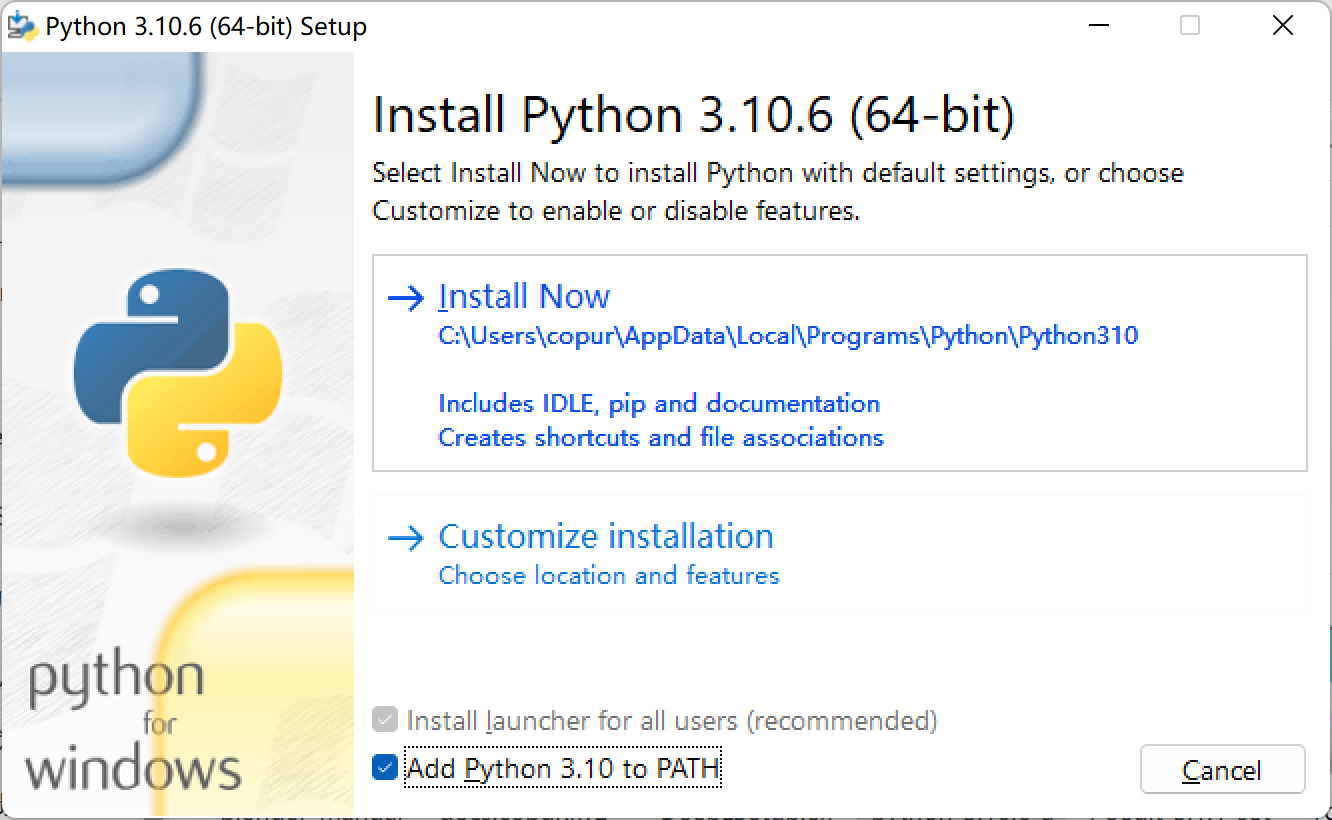 Python 3.10.6 (64-bit) Setup
Install Python 3.10.6 (64-bit)
Select Install Now to install Python with default settings, or choose
Customize to enable or disable features.
Install Now
C:\Users\copur\AppData\Local\Programs\Python\Python310
Includes IDLE, pip and documentation
Creates shortcuts and file associations
Customize installation
Choose location and features
python
for
windows
Install launcher for all users (recommended)
Add Python 3.10 to PATH
Cancel